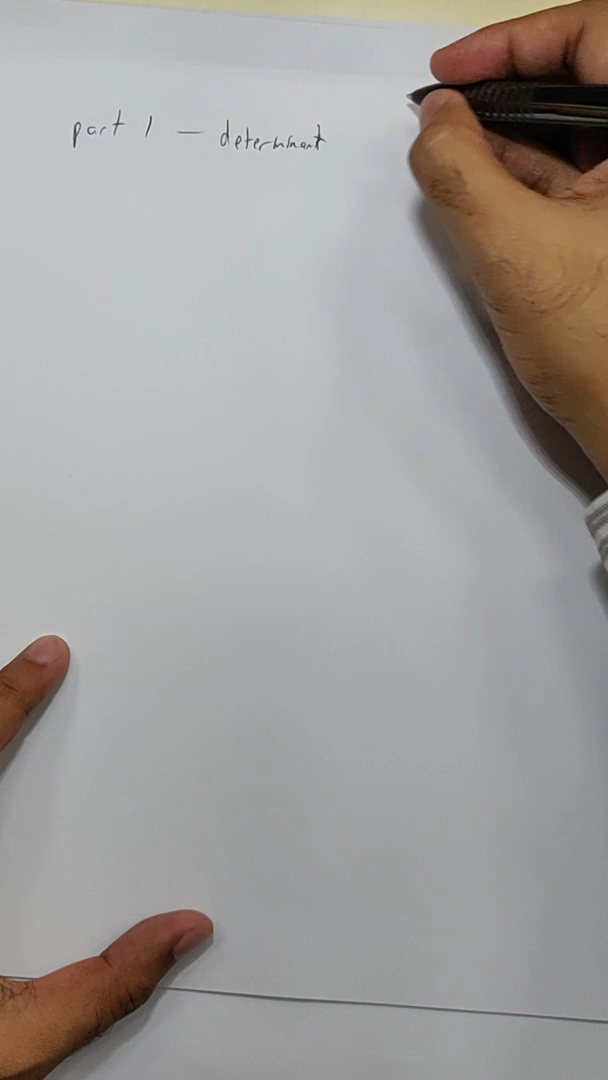 part 1 — determinant